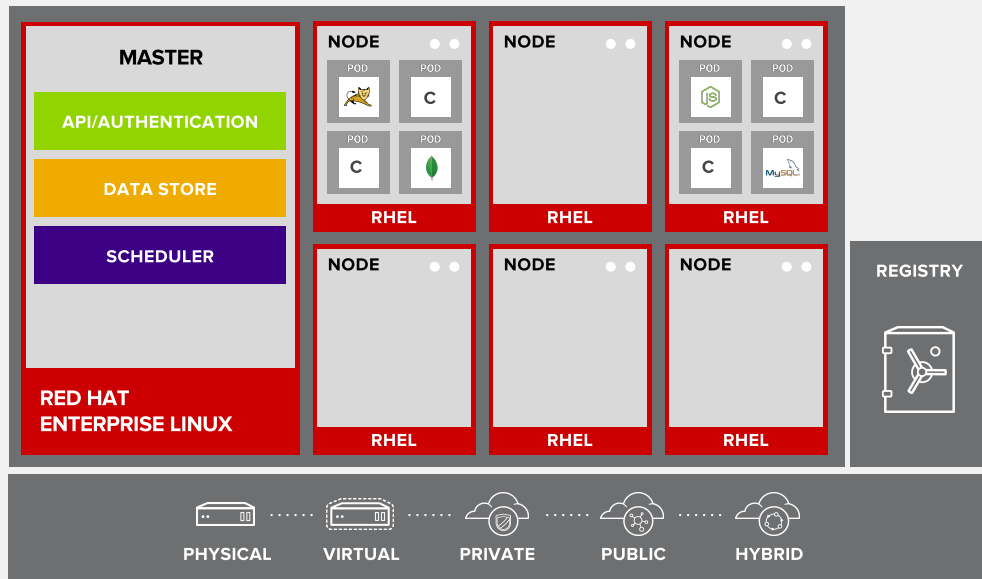 MASTER
API/AUTHENTICATION
DATA STORE
SCHEDULER
RED HAT
ENTERPRISE LINUX
NODE
POD
POD
C
POD
C
POD
RHEL
NODE
RHEL
NODE
POD
JS
POD
C
POD
C
POD
MySQL
RHEL
NODE
RHEL
NODE
RHEL
NODE
RHEL
REGISTRY
PHYSICAL
VIRTUAL
PRIVATE
PUBLIC
HYBRID